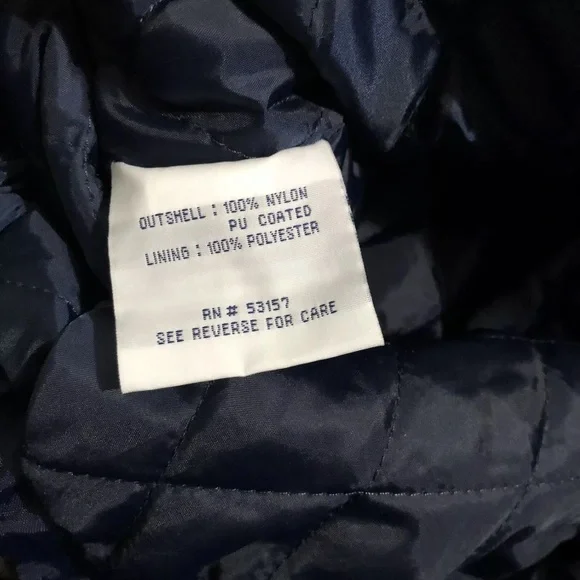 OUTSHELL : 100% NYLON
PU COATED
LINING : 100% POLYESTER
RN # 53157
SEE REVERSE FOR CARE